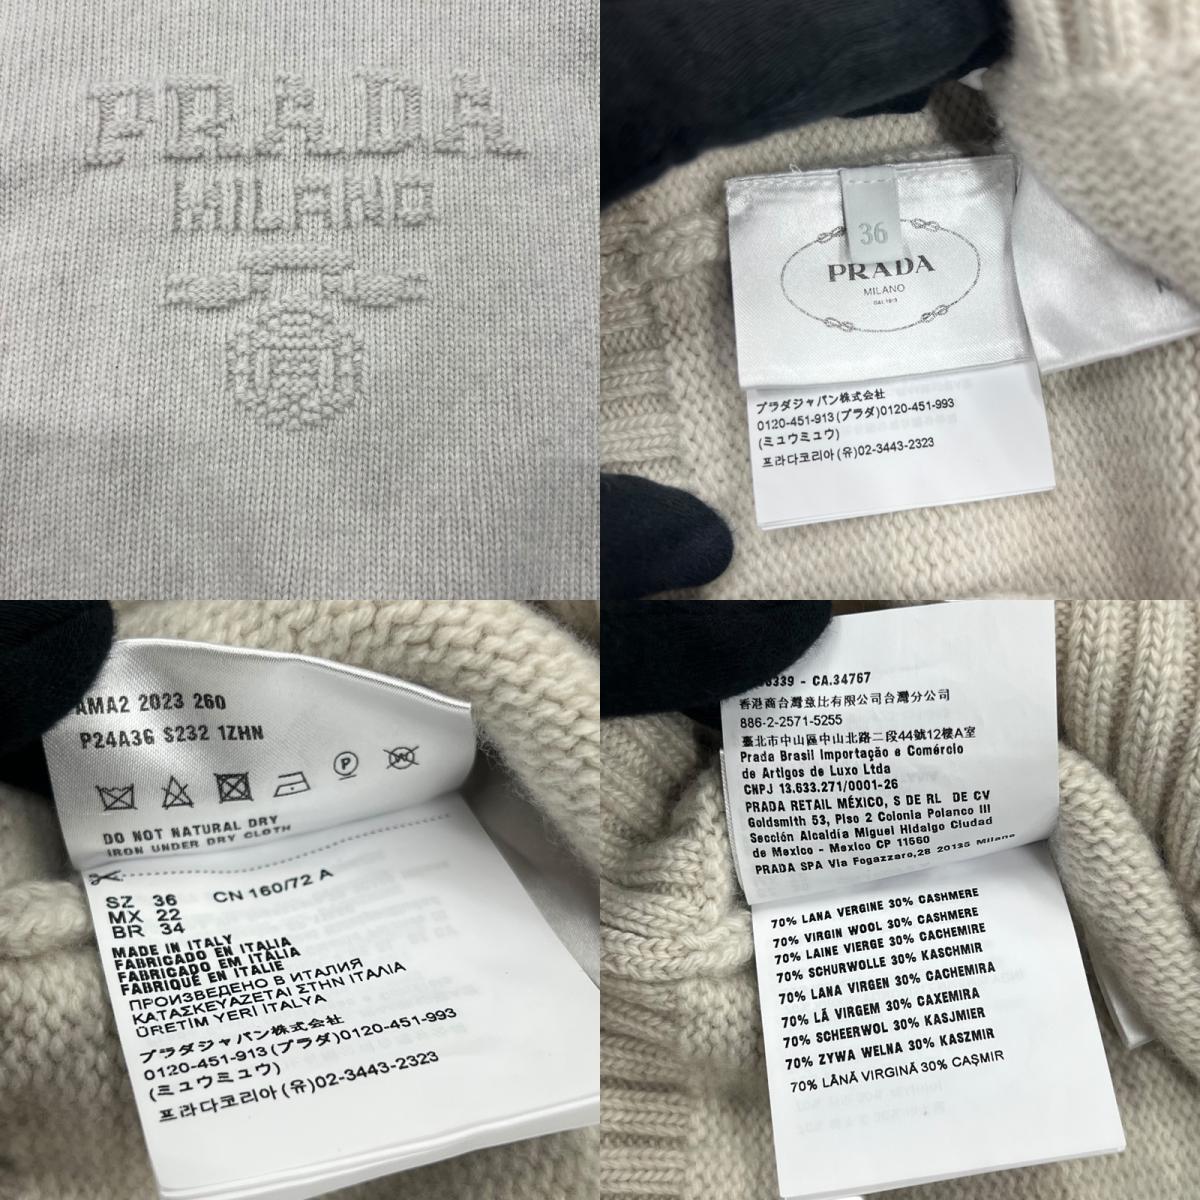 PRADA
MILANO
36
PRADA
MILANO
DAL 1913
プラダジャパン株式会社
0120-451-913(プラダ)0120-451-993
(ミュウミュウ)
프라다코리아(유)02-3443-2323
AMA2 2023 260
P24A36 S232 1ZHN
P
W
DO NOT NATURAL DRY
IRON UNDER DRY CLOTH
SZ 36 CN 160/72 A
MX 22
BR 34
MADE IN ITALY
FABRICADO EN ITALIA
FABRICADO EM ITÁLIA
FABRIQUÉ EN ITALIE
ПРОИЗВЕДЕНО В ИТАЛИЯ
ΚΑΤΑΣΚΕΥΑΖΕΤΑΙ ΣΤΗΝ ΙΤΑΛΙΑ
ÜRETİM YERİ İTALYA
プラダジャパン株式会社
0120-451-913(プラダ)0120-451-993
(ミュウミュウ)
프라다코리아(유)02-3443-2323
339 - CA.34767
香港商台灣意比有限公司台灣分公司
886-2-2571-5255
臺北市中山區中山北路二段44號12樓A室
Prada Brasil Importação e Comércio
de Artigos de Luxo Ltda
CNPJ 13.633.271/0001-26
PRADA RETAIL MÉXICO, S DE RL DE CV
Goldsmith 53, Piso 2 Colonia Polanco III
Sección Alcaldía Miguel Hidalgo Ciudad
de Mexico - Mexico CP 11560
PRADA SPA Via Fogazzaro,28 20135 Milano
70% LANA VERGINE 30% CASHMERE
70% VIRGIN WOOL 30% CASHMERE
70% LAINE VIERGE 30% CACHEMIRE
70% SCHURWOLLE 30% KASCHMIR
70% LANA VIRGEN 30% CACHEMIRA
70% LÃ VIRGEM 30% CAXEMIRA
70% SCHEERWOL 30% KASJMIER
70% ZYWA WELNA 30% KASZMIR
70% LÂNĂ VIRGINĂ 30% CAȘMIR